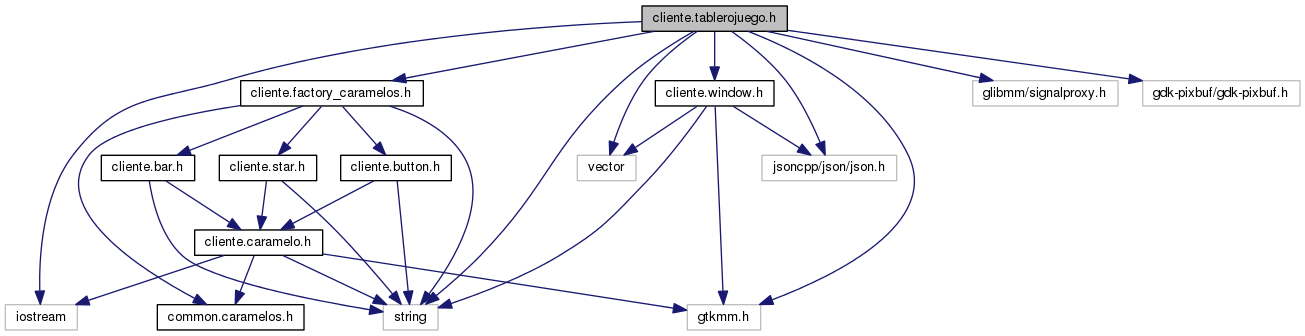 cliente.tablerojuego.h
cliente.factory_caramelos.h
cliente.window.h
glibmm/signalproxy.h
gdk-pixbuf/gdk-pixbuf.h
cliente.bar.h
cliente.star.h
cliente.button.h
vector
jsoncpp/json/json.h
cliente.caramelo.h
iostream
common.caramelos.h
string
gtkmm.h